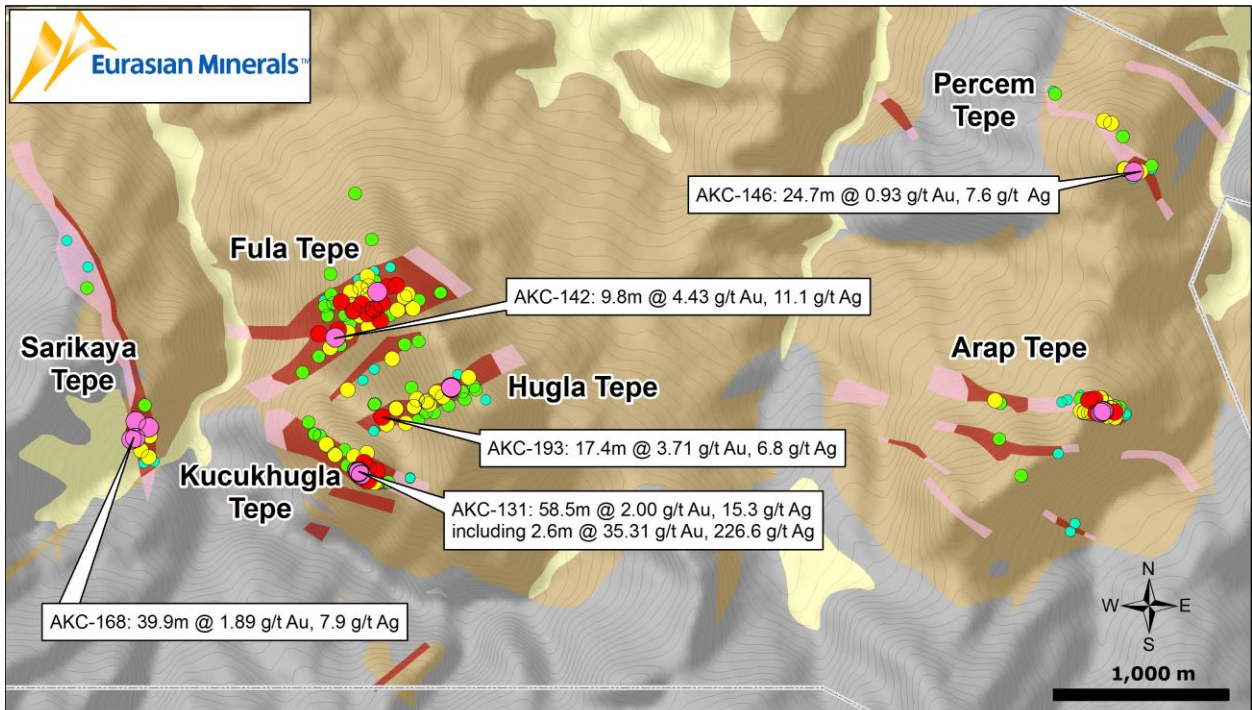 Eurasian Minerals™
Percem
Tepe
AKC-146: 24.7m @ 0.93 g/t Au, 7.6 g/t Ag
Fula Tepe
AKC-142: 9.8m @ 4.43 g/t Au, 11.1 g/t Ag
Sarikaya
Tepe
Arap Tepe
Hugla Tepe
AKC-193: 17.4m @ 3.71 g/t Au, 6.8 g/t Ag
Kucukhugla
Tepe
AKC-131: 58.5m @ 2.00 g/t Au, 15.3 g/t Ag
including 2.6m @ 35.31 g/t Au, 226.6 g/t Ag
AKC-168: 39.9m @ 1.89 g/t Au, 7.9 g/t Ag
N
W E
S
1,000 m